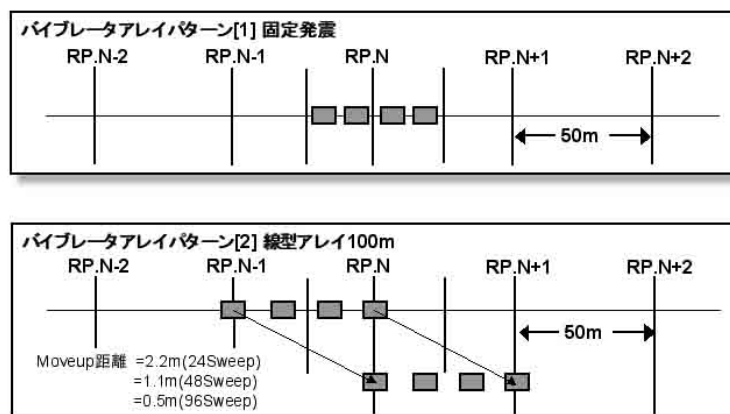 バイブレータアレイパターン[1] 固定発震
RP.N-2 RP.N-1 RP.N RP.N+1 RP.N+2
50m
バイブレータアレイパターン[2] 線型アレイ100m
RP.N-2 RP.N-1 RP.N RP.N+1 RP.N+2
50m
Moveup距離 =2.2m(24Sweep)
=1.1m(48Sweep)
=0.5m(96Sweep)